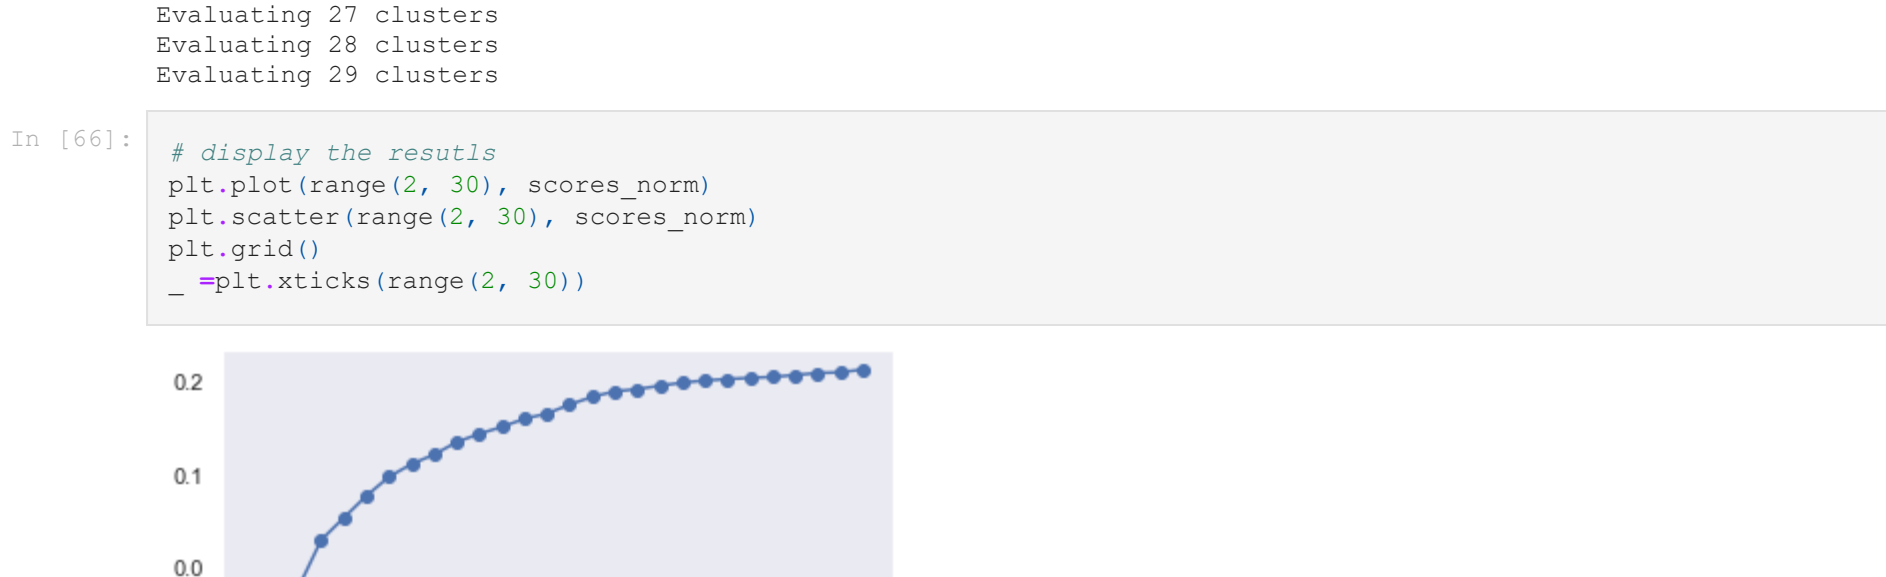 Evaluating 27 clusters
Evaluating 28 clusters
Evaluating 29 clusters
In [66]:
# display the resutls
plt.plot(range(2, 30), scores_norm)
plt.scatter(range(2, 30), scores_norm)
plt.grid()
_ =plt.xticks(range(2, 30))
0.2
0.1
0.0